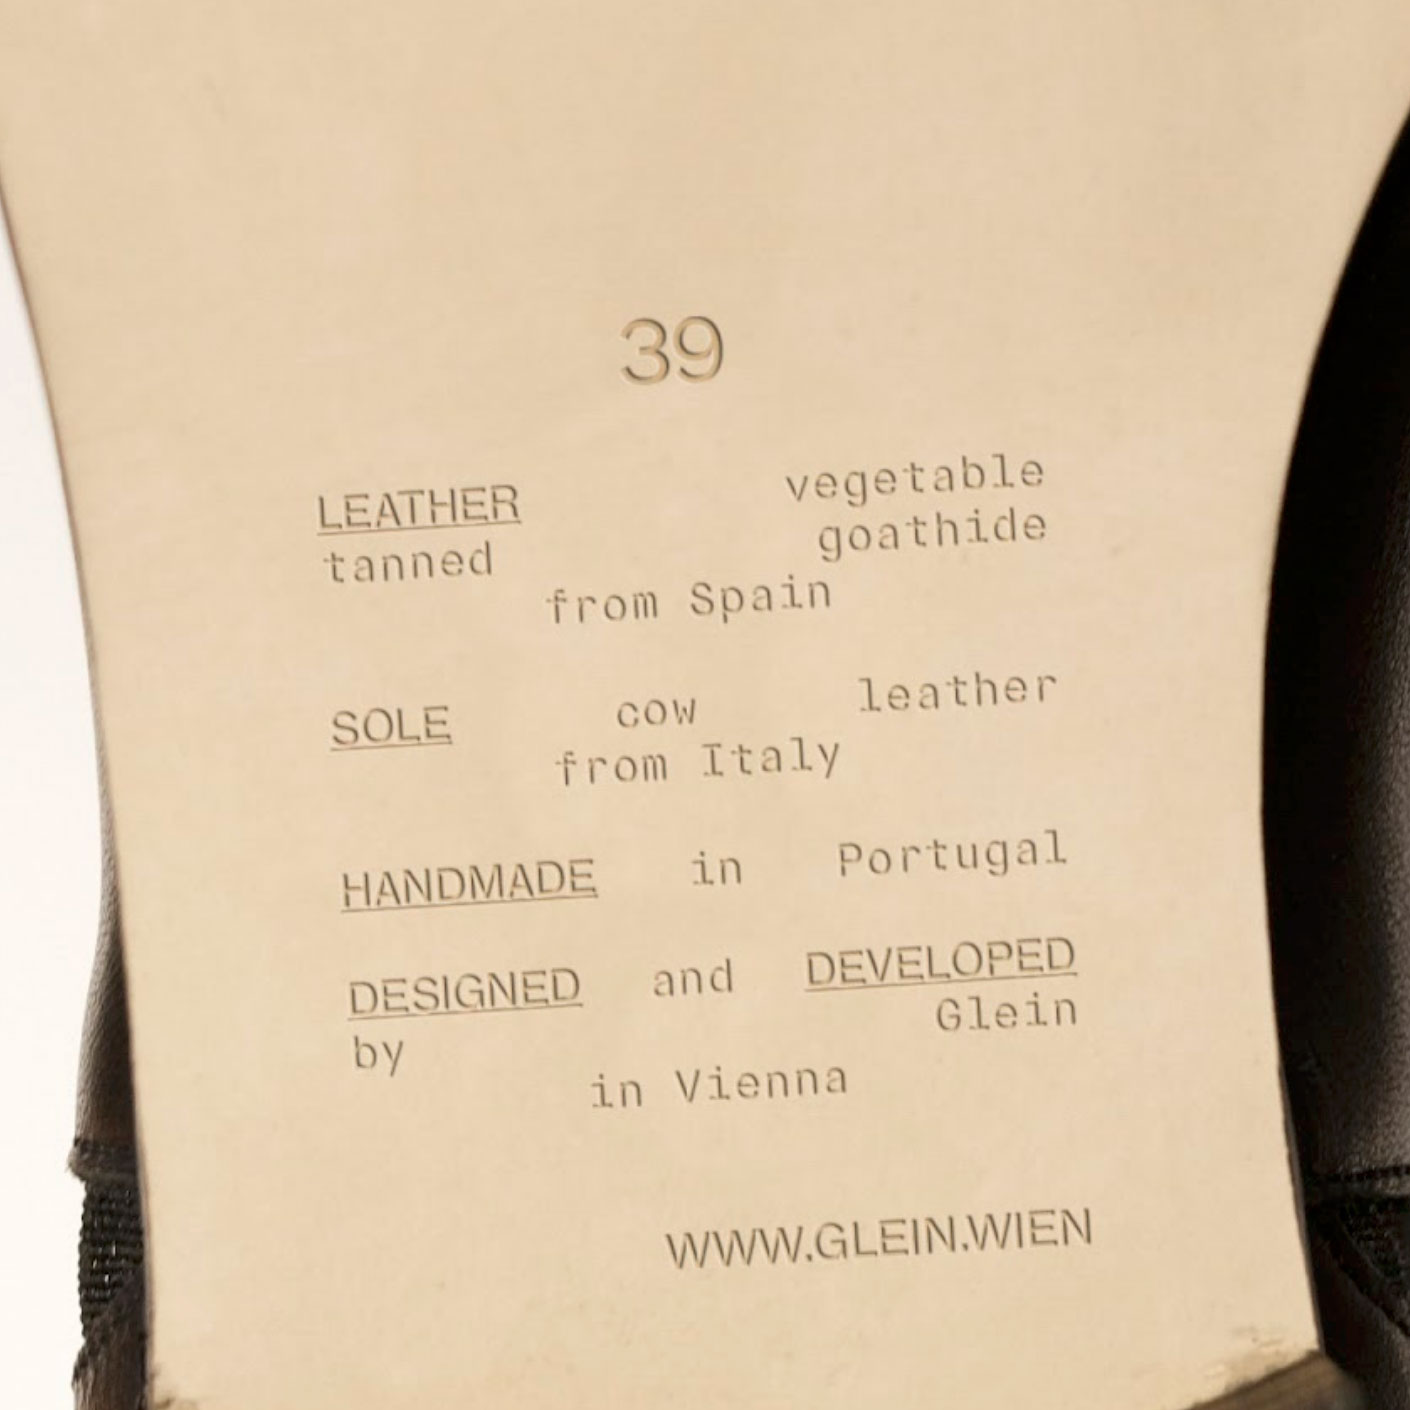 39
LEATHER vegetable
tanned goathide
from Spain
SOLE cow leather
from Italy
HANDMADE in Portugal
DESIGNED and DEVELOPED
by Glein
in Vienna
WWW.GLEIN.WIEN